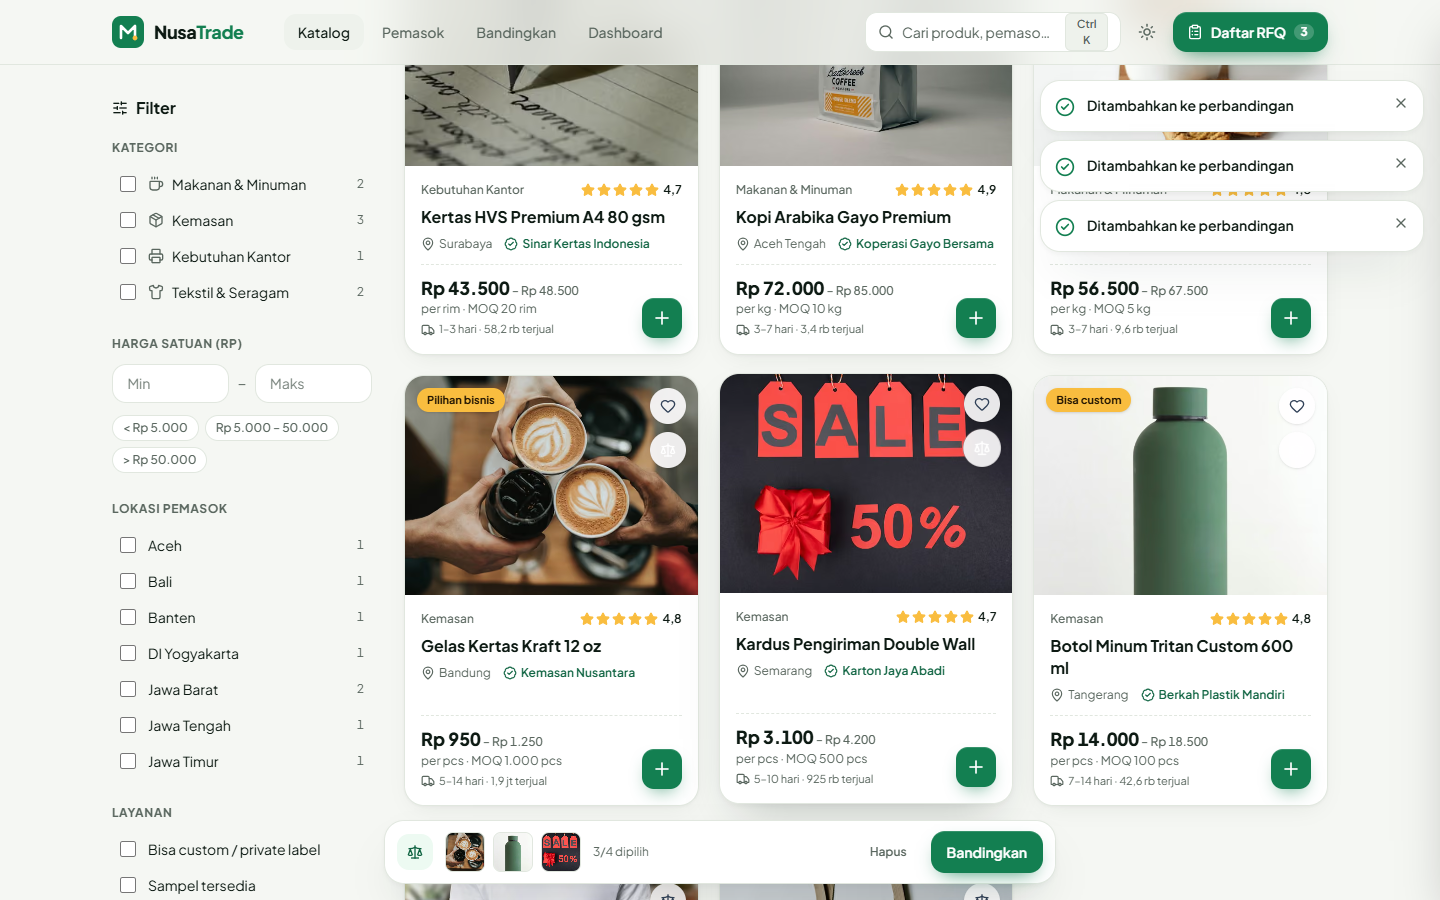 NusaTrade
Katalog
Pemasok
Bandingkan
Dashboard
Cari produk, pemaso...
Ctrl
K
Daftar RFQ 3
Filter
KATEGORI
Makanan & Minuman 2
Kemasan 3
Kebutuhan Kantor 1
Tekstil & Seragam 2
HARGA SATUAN (RP)
Min – Maks
< Rp 5.000
Rp 5.000 – 50.000
> Rp 50.000
LOKASI PEMASOK
Aceh 1
Bali 1
Banten 1
DI Yogyakarta 1
Jawa Barat 2
Jawa Tengah 1
Jawa Timur 1
LAYANAN
Bisa custom / private label
Sampel tersedia
Kebutuhan Kantor 4,7
Kertas HVS Premium A4 80 gsm
Surabaya Sinar Kertas Indonesia
Rp 43.500 – Rp 48.500
per rim · MOQ 20 rim
1–3 hari · 58,2 rb terjual
COFFEE
Makanan & Minuman 4,9
Kopi Arabika Gayo Premium
Aceh Tengah Koperasi Gayo Bersama
Rp 72.000 – Rp 85.000
per kg · MOQ 10 kg
3–7 hari · 3,4 rb terjual
Ditambahkan ke perbandingan
Ditambahkan ke perbandingan
Makanan & Minuman
Ditambahkan ke perbandingan
Rp 56.500 – Rp 67.500
per kg · MOQ 5 kg
3–7 hari · 9,6 rb terjual
Pilihan bisnis
Kemasan 4,8
Gelas Kertas Kraft 12 oz
Bandung Kemasan Nusantara
Rp 950 – Rp 1.250
per pcs · MOQ 1.000 pcs
5–14 hari · 1,9 jt terjual
SALE
50%
Kemasan 4,7
Kardus Pengiriman Double Wall
Semarang Karton Jaya Abadi
Rp 3.100 – Rp 4.200
per pcs · MOQ 500 pcs
5–10 hari · 925 rb terjual
Bisa custom
Kemasan 4,8
Botol Minum Tritan Custom 600
ml
Tangerang Berkah Plastik Mandiri
Rp 14.000 – Rp 18.500
per pcs · MOQ 100 pcs
7–14 hari · 42,6 rb terjual
SALE
50%
3/4 dipilih
Hapus
Bandingkan